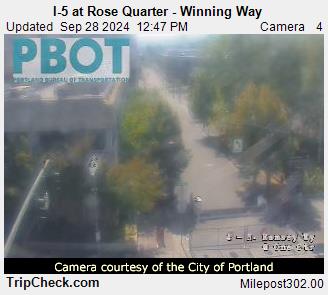 I-5 at Rose Quarter - Winning Way
Updated Sep 28 2024 12:47 PM Camera 4
PBOT
PORTLAND BUREAU OF TRANSPORTATION
Camera courtesy of the City of Portland
TripCheck.com Milepost302.00